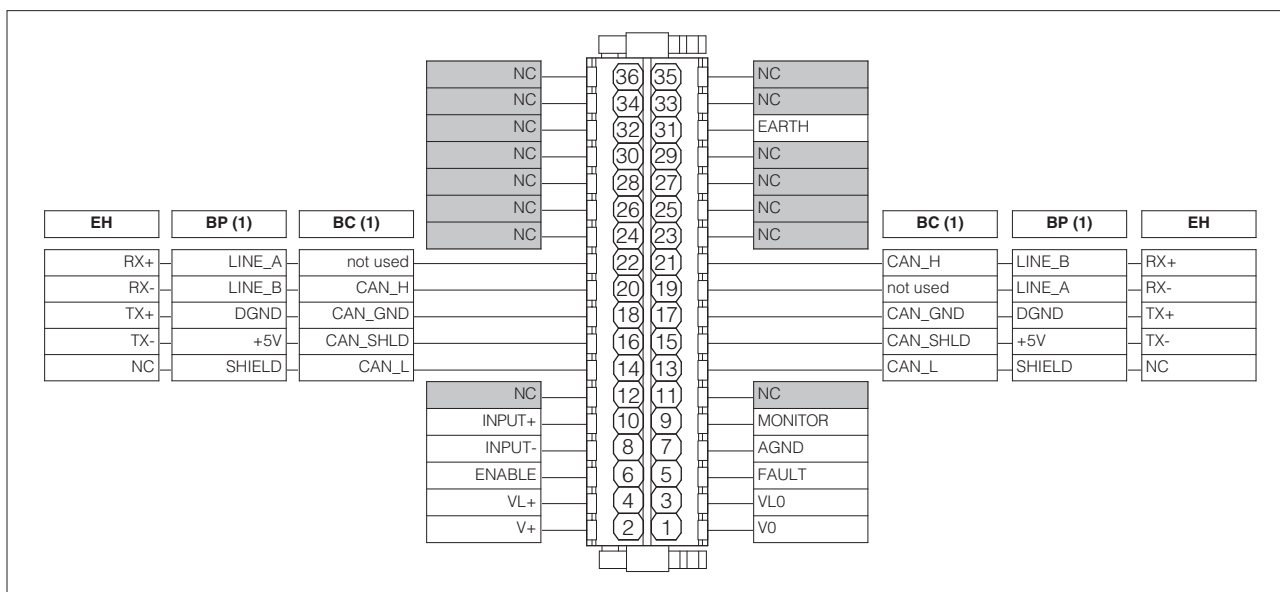 NC 36 35 NC
NC 34 33 NC
NC 32 31 EARTH
NC 30 29 NC
NC 28 27 NC
NC 26 25 NC
EH BP (1) BC (1) NC 24 23 NC BC (1) BP (1) EH
RX+ LINE_A not used 22 21 CAN_H LINE_B RX+
RX- LINE_B CAN_H 20 19 not used LINE_A RX-
TX+ DGND CAN_GND 18 17 CAN_GND DGND TX+
TX- +5V CAN_SHLD 16 15 CAN_SHLD +5V TX-
NC SHIELD CAN_L 14 13 CAN_L SHIELD NC
NC 12 11 NC
INPUT+ 10 9 MONITOR
INPUT- 8 7 AGND
ENABLE 6 5 FAULT
VL+ 4 3 VL0
V+ 2 1 V0